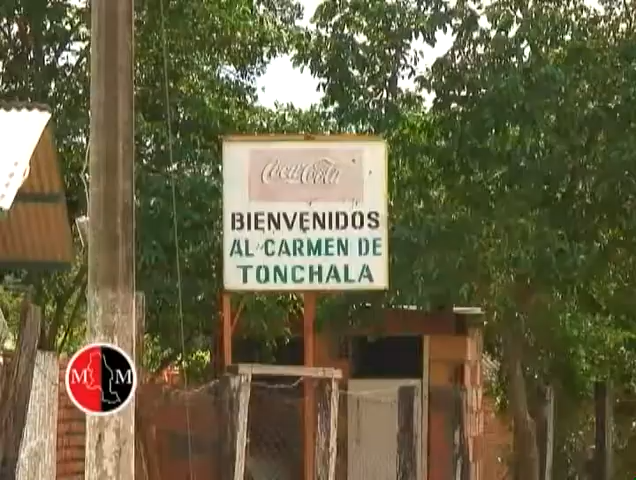 Coca-Cola
BIENVENIDOS
AL CARMEN DE
TONCHALA
M M